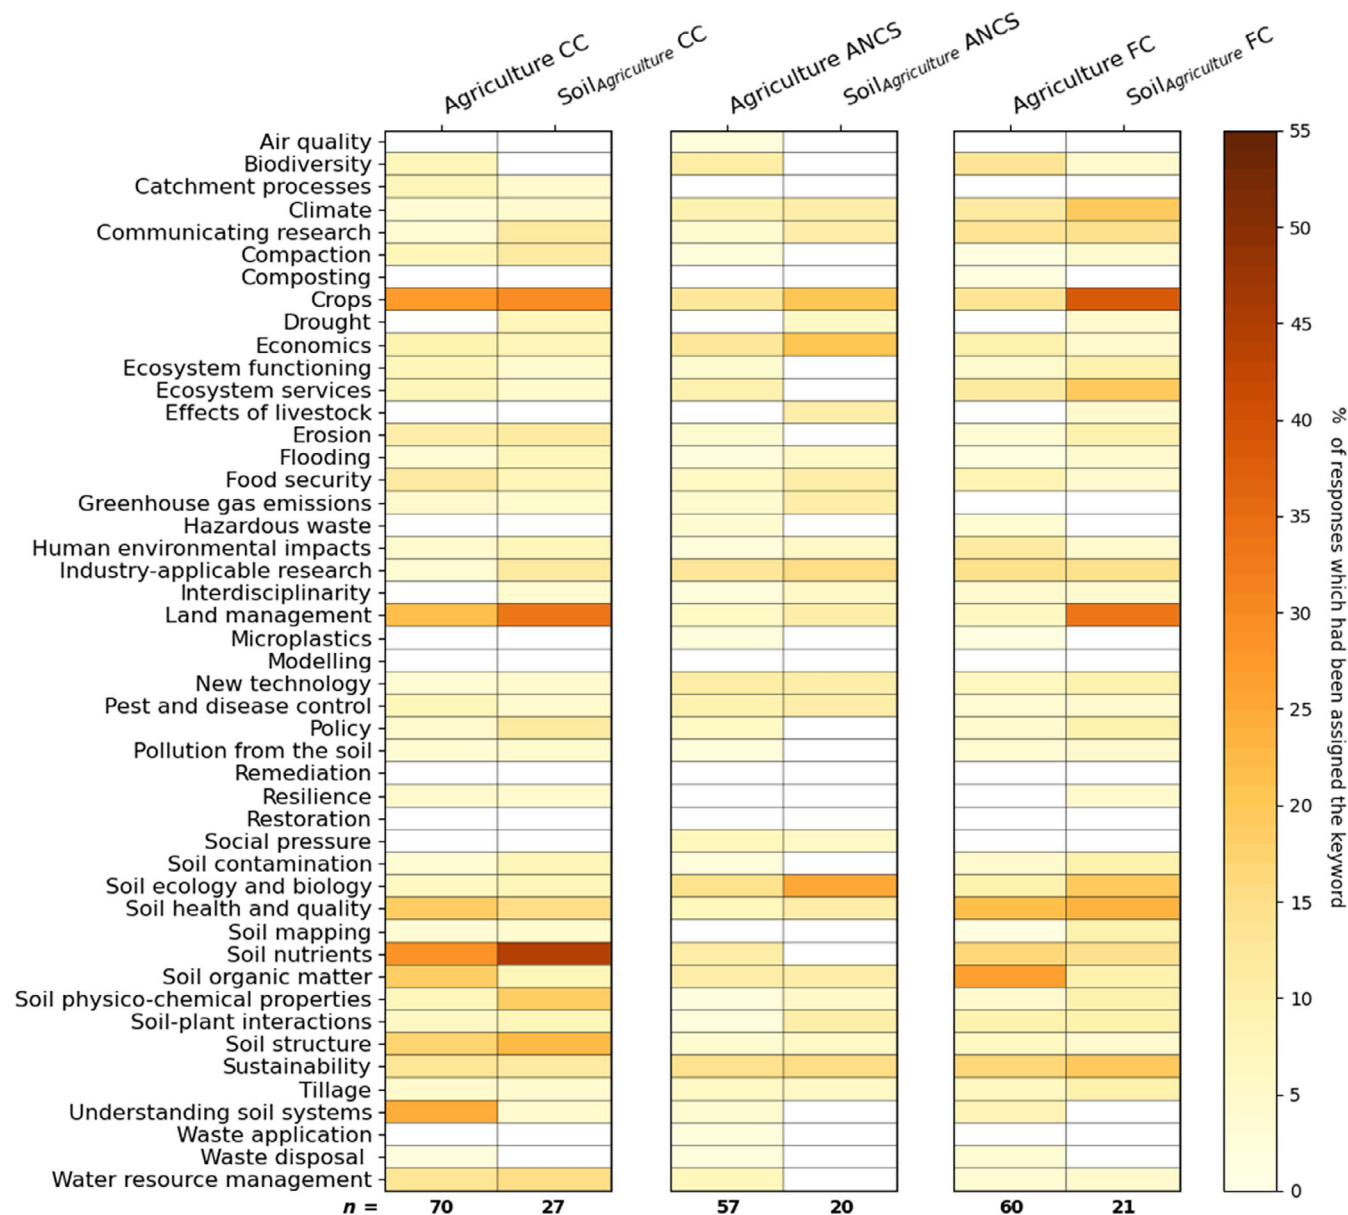 Agriculture CC
Soil Agriculture CC
Agriculture ANCS
Soil Agriculture ANCS
Agriculture FC
Soil Agriculture FC
Air quality
Biodiversity
Catchment processes
Climate
Communicating research
Compaction
Composting
Crops
Drought
Economics
Ecosystem functioning
Ecosystem services
Effects of livestock
Erosion
Flooding
Food security
Greenhouse gas emissions
Hazardous waste
Human environmental impacts
Industry-applicable research
Interdisciplinarity
Land management
Microplastics
Modelling
New technology
Pest and disease control
Policy
Pollution from the soil
Remediation
Resilience
Restoration
Social pressure
Soil contamination
Soil ecology and biology
Soil health and quality
Soil mapping
Soil nutrients
Soil organic matter
Soil physico-chemical properties
Soil-plant interactions
Soil structure
Sustainability
Tillage
Understanding soil systems
Waste application
Waste disposal
Water resource management
n = 70 27 57 20 60 21
55
50
45
40
35
30
25
20
15
10
5
0
% of responses which had been assigned the keyword